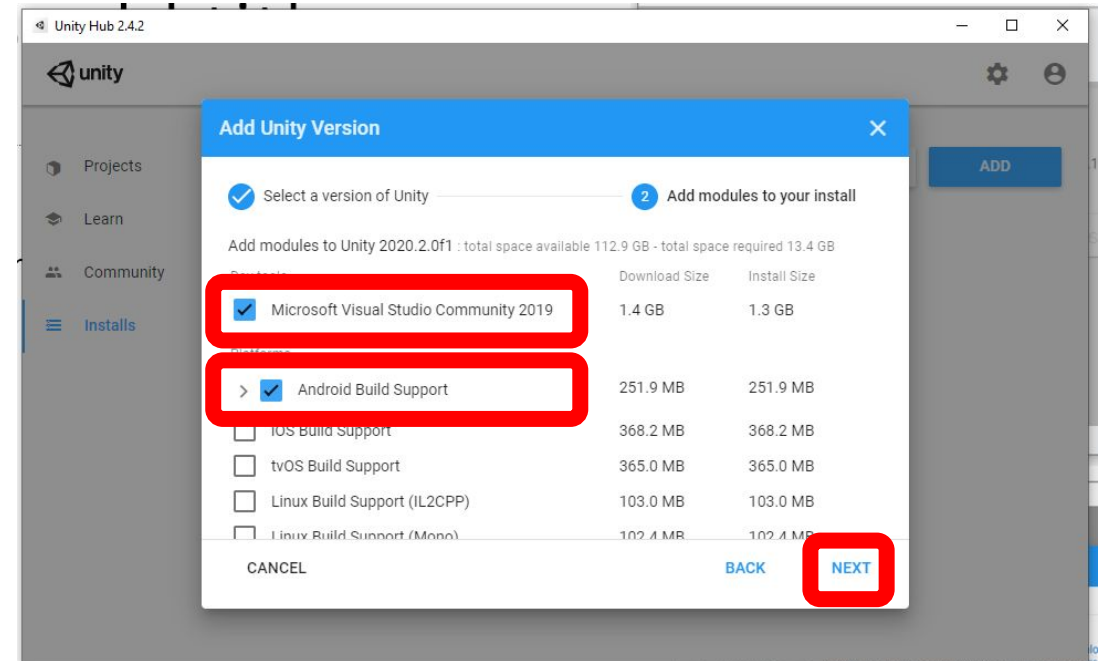 Unity Hub 2.4.2
unity
Add Unity Version
Projects
ADD
Select a version of Unity
2 Add modules to your install
Learn
Add modules to Unity 2020.2.0f1 : total space available 112.9 GB - total space required 13.4 GB
Community
Download Size Install Size
Microsoft Visual Studio Community 2019 1.4 GB 1.3 GB
Installs
Platforms
Android Build Support 251.9 MB 251.9 MB
iOS Build Support 368.2 MB 368.2 MB
tvOS Build Support 365.0 MB 365.0 MB
Linux Build Support (IL2CPP) 103.0 MB 103.0 MB
Linux Build Support (Mono) 102.4 MB 102.4 MB
CANCEL BACK NEXT